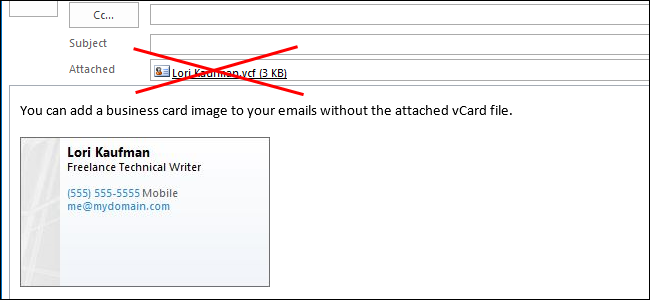 Cc...
Subject
Attached
Lori Kaufman.vcf (3 KB)
You can add a business card image to your emails without the attached vCard file.
Lori Kaufman
Freelance Technical Writer
(555) 555-5555 Mobile
me@mydomain.com